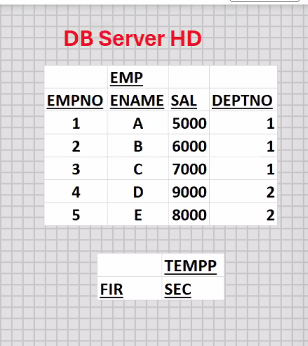 DB Server HD
EMP
EMPNO ENAME SAL DEPTNO
1 A 5000 1
2 B 6000 1
3 C 7000 1
4 D 9000 2
5 E 8000 2
TEMPP
FIR SEC